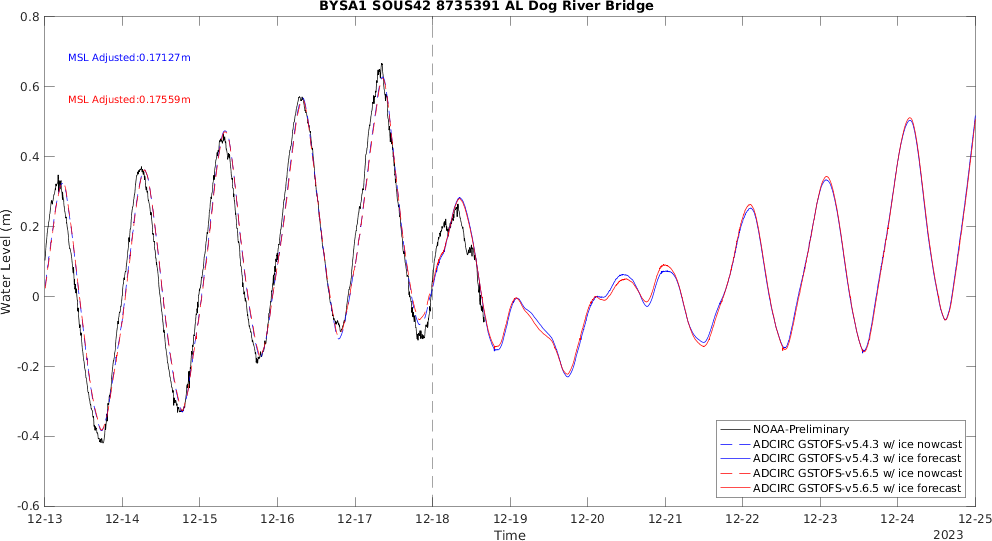 BYSA1 SOUS42 8735391 AL Dog River Bridge
MSL Adjusted:0.17127m
MSL Adjusted:0.17559m
Water Level (m)
0.8
0.6
0.4
0.2
0
-0.2
-0.4
-0.6
NOAA-Preliminary
ADCIRC GSTOFS-v5.4.3 w/ ice nowcast
ADCIRC GSTOFS-v5.4.3 w/ ice forecast
ADCIRC GSTOFS-v5.6.5 w/ ice nowcast
ADCIRC GSTOFS-v5.6.5 w/ ice forecast
12-13 12-14 12-15 12-16 12-17 12-18 12-19 12-20 12-21 12-22 12-23 12-24 12-25
Time
2023